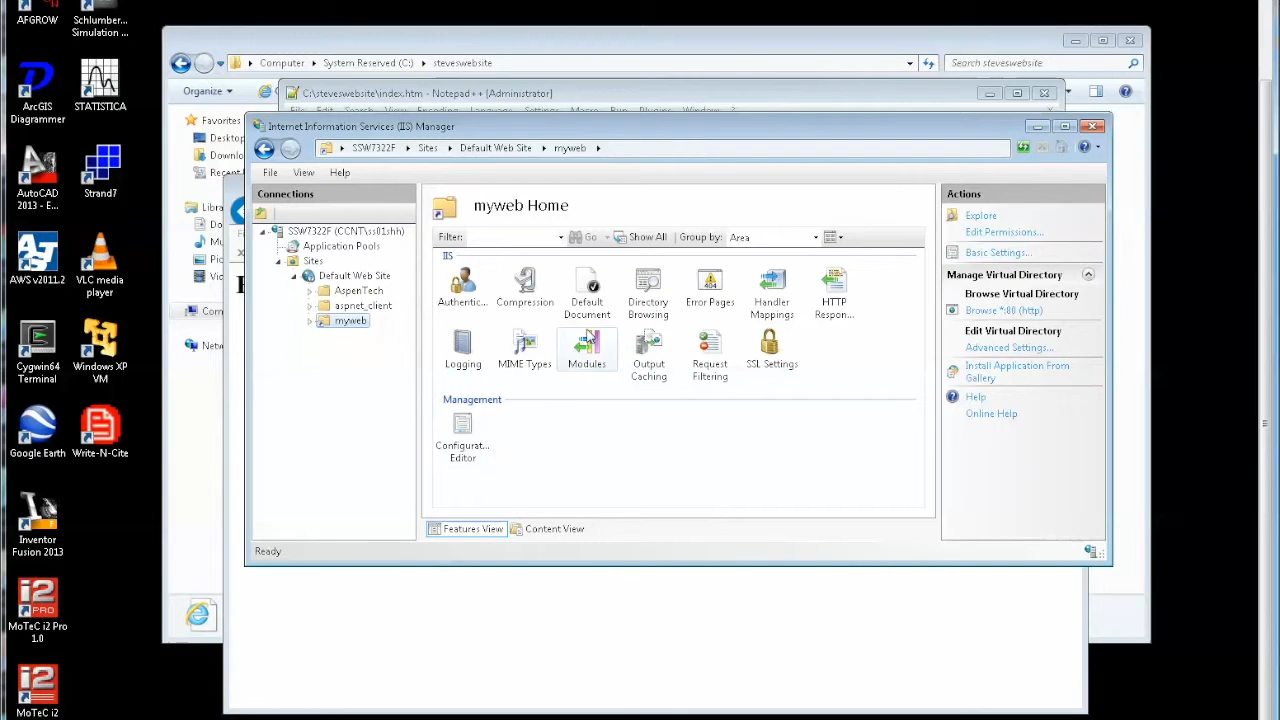 AFGROW
Schlumber...
Simulation ...
ArcGIS
Diagrammer
STATISTICA
AutoCAD
2013 - E...
Strand7
AWS v2011.2
VLC media
player
Cygwin64
Terminal
Windows XP
VM
Google Earth
Write-N-Cite
Inventor
Fusion 2013
MoTeC i2 Pro
1.0
MoTeC i2
Computer
System Reserved (C:)
steveswebsite
Search steveswebsite
Organize
C:\steveswebsite\index.htm - Notepad++ [Administrator]
Favorites
Internet Information Services (IIS) Manager
SSW7322F
Sites
Default Web Site
myweb
File
View
Help
Connections
SSW7322F (CCNT\ss01shh)
Application Pools
Sites
Default Web Site
AspenTech
aspnet_client
myweb
myweb Home
Filter:
Go
Show All
Group by:
Area
IIS
Authentic...
Compression
Default
Document
Directory
Browsing
Error Pages
Handler
Mappings
HTTP
Respon...
Logging
MIME Types
Modules
Output
Caching
Request
Filtering
SSL Settings
Management
Configurat...
Editor
Features View
Content View
Ready
Actions
Explore
Edit Permissions...
Basic Settings...
Manage Virtual Directory
Browse Virtual Directory
Browse *:80 (http)
Edit Virtual Directory
Advanced Settings...
Install Application From
Gallery
Help
Online Help